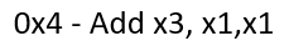 0x4 - Add x3, x1,x1